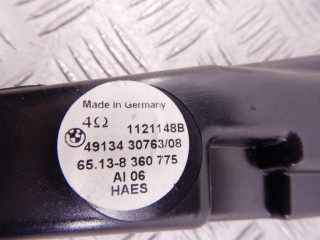 Made in Germany
4Ω 1121148B
49134 30763/08
65.13-8 360 775
AI 06
HAES